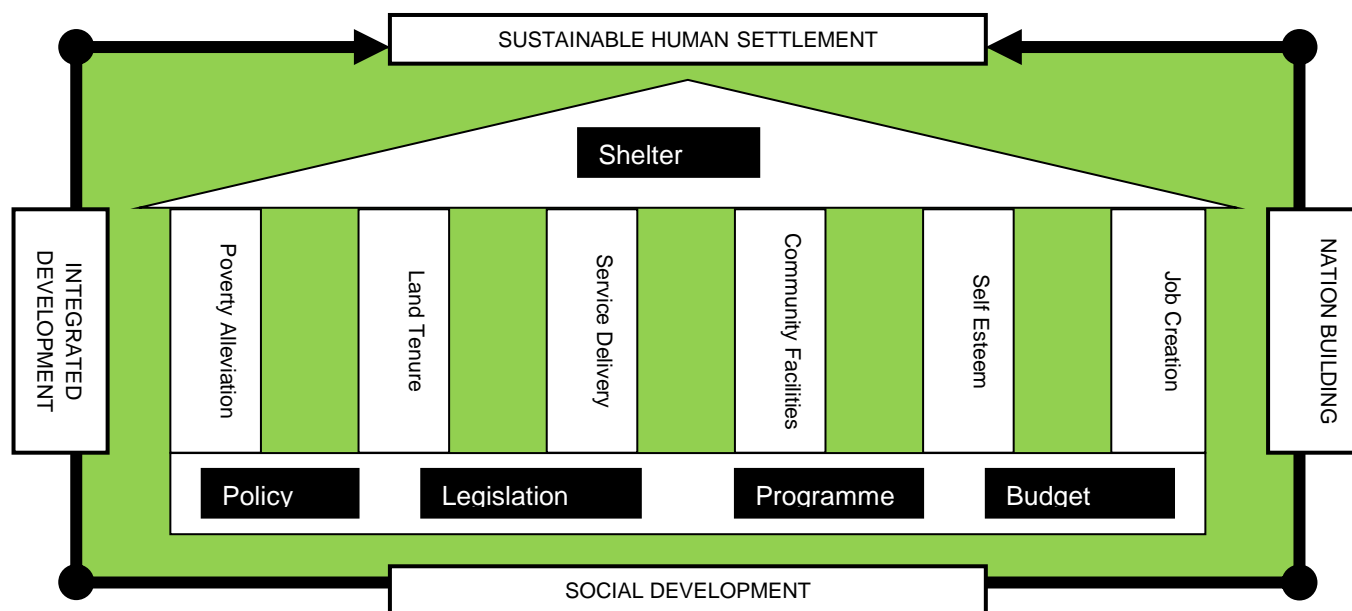 SUSTAINABLE HUMAN SETTLEMENT
Shelter
INTEGRATED
DEVELOPMENT
Poverty Alleviation
Land Tenure
Service Delivery
Community Facilities
Self Esteem
Job Creation
NATION BUILDING
Policy
Legislation
Programme
Budget
SOCIAL DEVELOPMENT